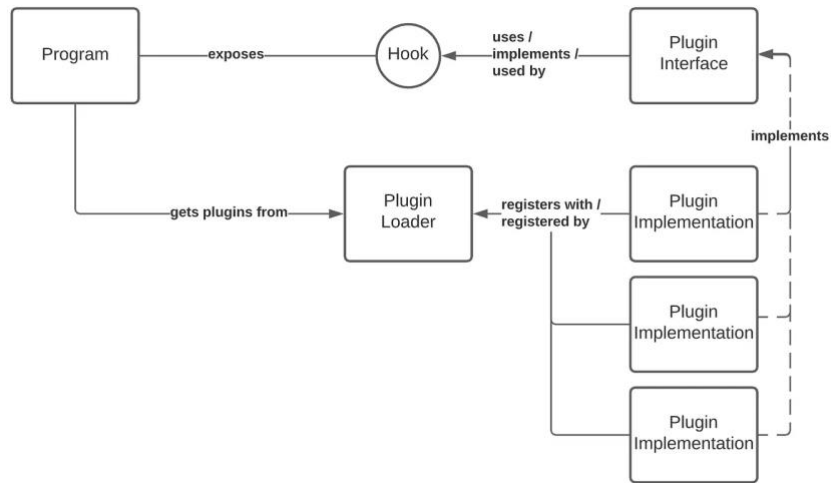 Program
exposes
Hook
uses /
implements /
used by
Plugin
Interface
implements
gets plugins from
Plugin
Loader
registers with /
registered by
Plugin
Implementation
Plugin
Implementation
Plugin
Implementation